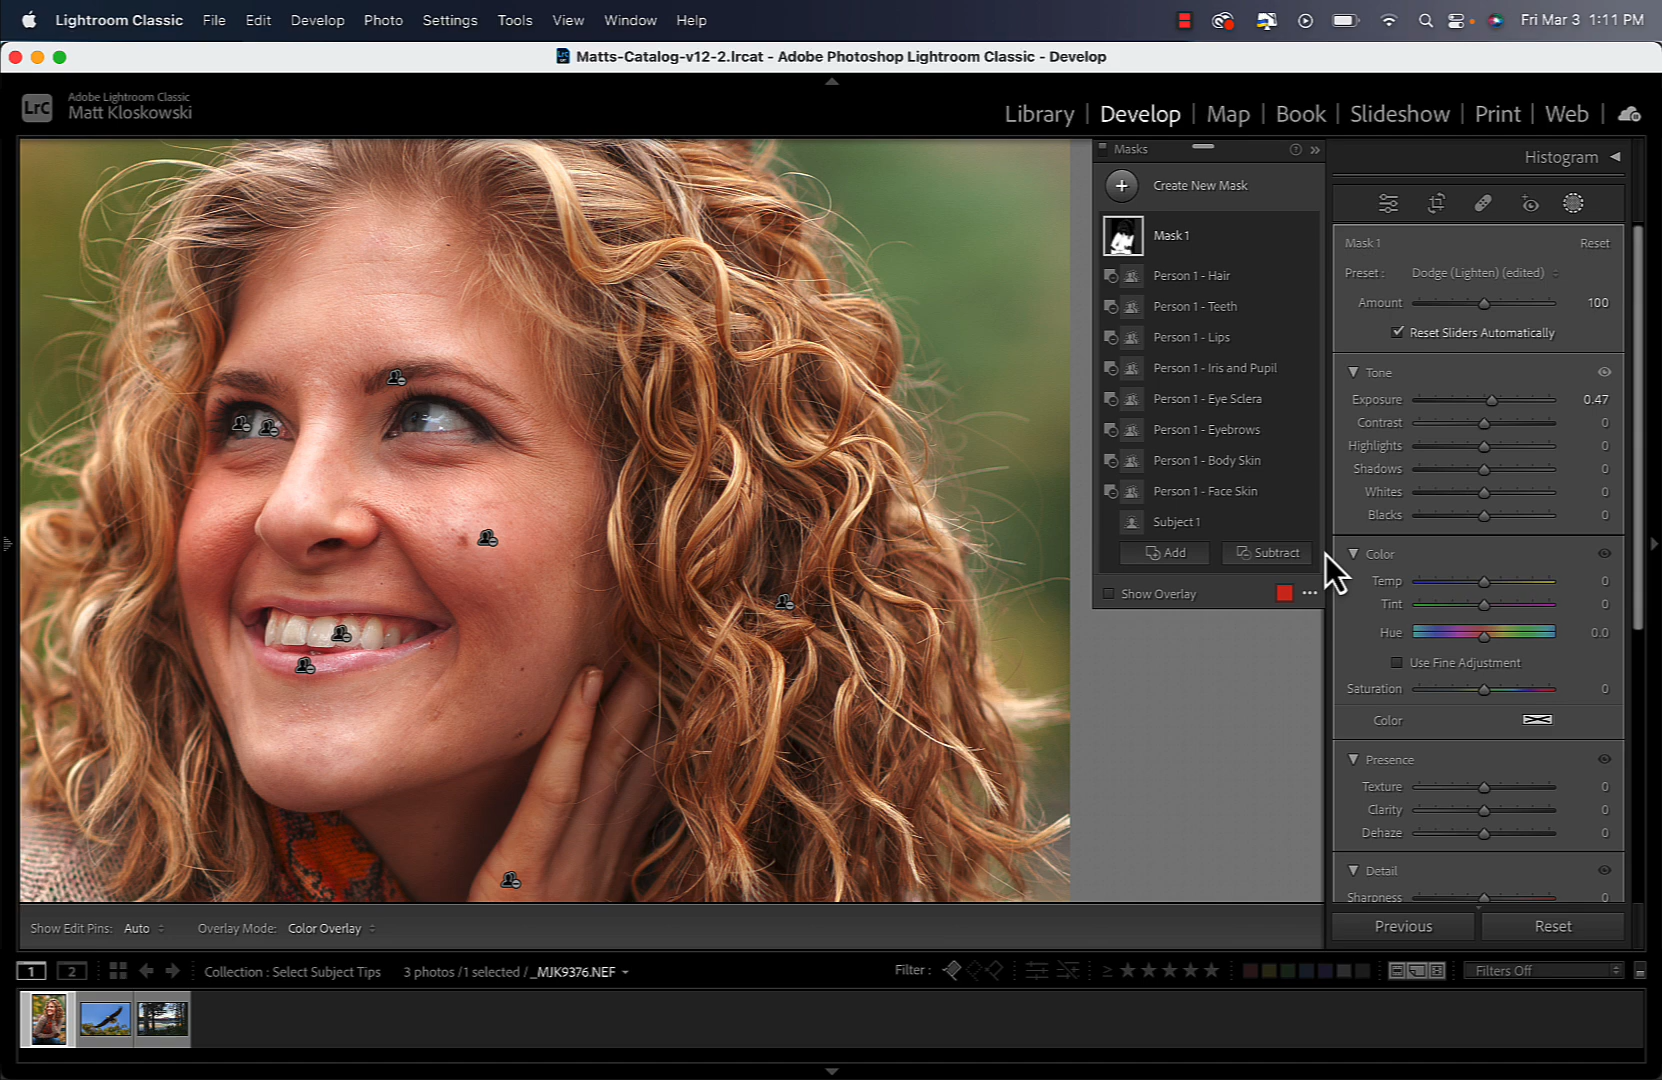 Lightroom Classic File Edit Develop Photo Settings Tools View Window Help Fri Mar 3 1:11 PM
LrC Matts-Catalog-v12-2.lrcat - Adobe Photoshop Lightroom Classic - Develop
LrC Adobe Lightroom Classic
Matt Kloskowski
Library | Develop | Map | Book | Slideshow | Print | Web
Masks ? »
Create New Mask
Mask 1
Person 1 - Hair
Person 1 - Teeth
Person 1 - Lips
Person 1 - Iris and Pupil
Person 1 - Eye Sclera
Person 1 - Eyebrows
Person 1 - Body Skin
Person 1 - Face Skin
Subject 1
Add Subtract
Show Overlay
Histogram
Mask 1 Reset
Preset : Dodge (Lighten) (edited)
Amount 100
Reset Sliders Automatically
Tone
Exposure 0.47
Contrast 0
Highlights 0
Shadows 0
Whites 0
Blacks 0
Color
Temp 0
Tint 0
Hue 0.0
Use Fine Adjustment
Saturation 0
Color
Presence
Texture 0
Clarity 0
Dehaze 0
Detail
Sharpness 0
Previous Reset
Show Edit Pins: Auto Overlay Mode: Color Overlay
1 2 Collection : Select Subject Tips 3 photos /1 selected / _MJK9376.NEF Filter : ≥ ★★★★★ Filters Off